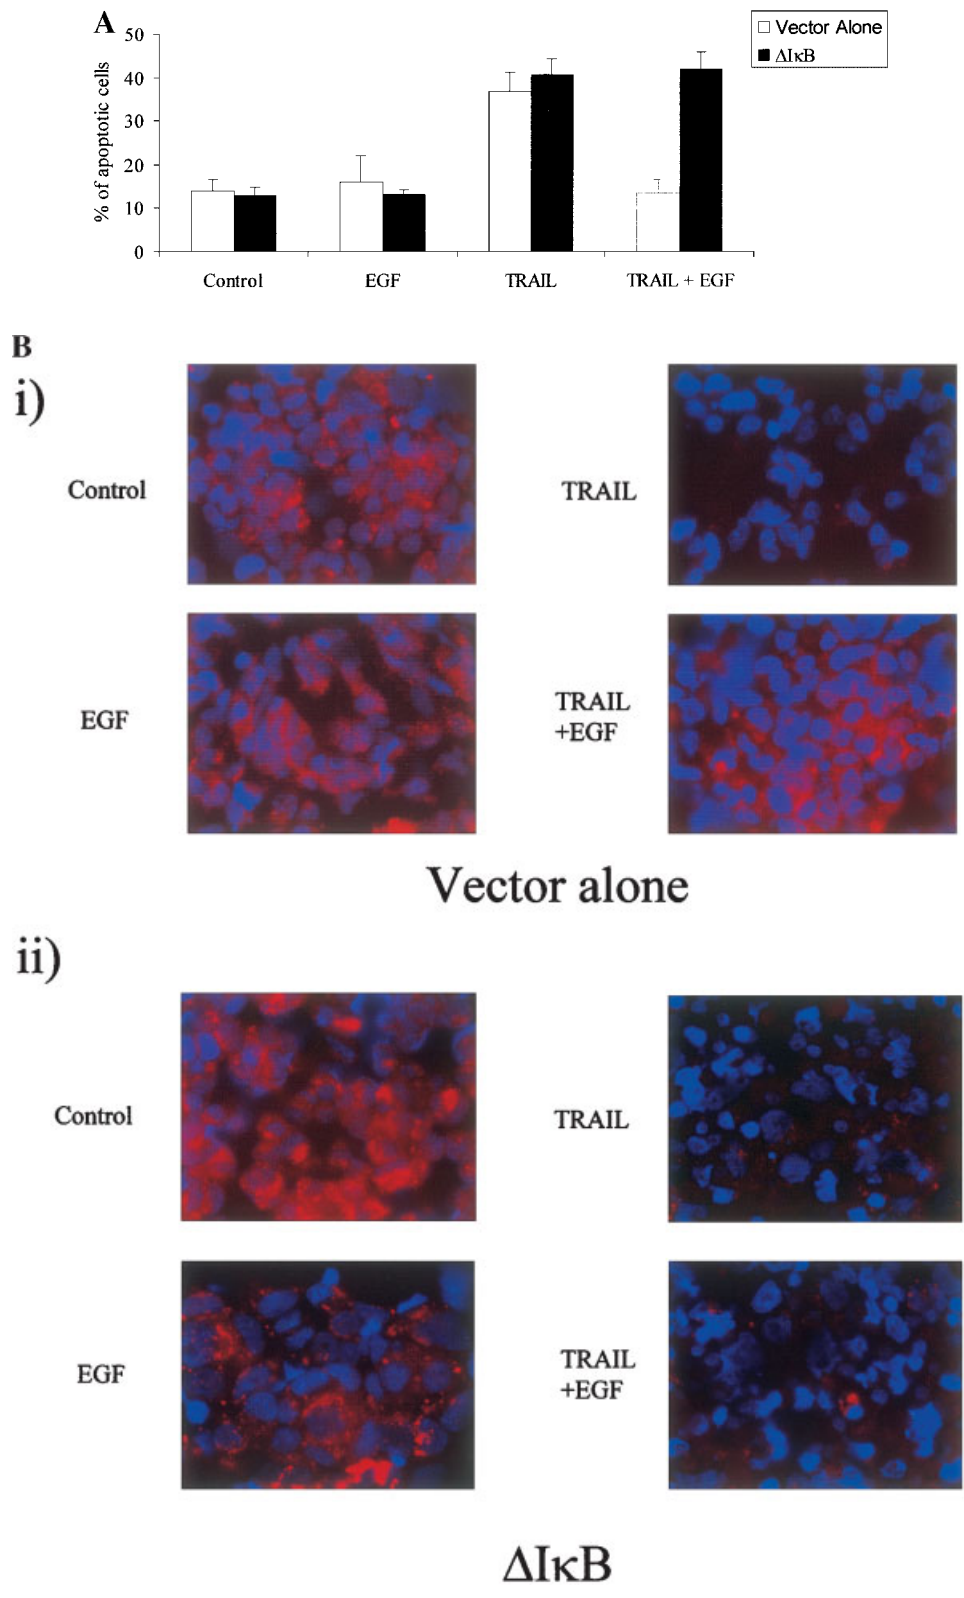 A
50
40
30
20
10
0
% of apoptotic cells
Vector Alone
ΔIκB
Control EGF TRAIL TRAIL + EGF
B
i)
Control
TRAIL
EGF
TRAIL
+EGF
Vector alone
ii)
Control
TRAIL
EGF
TRAIL
+EGF
ΔIκB